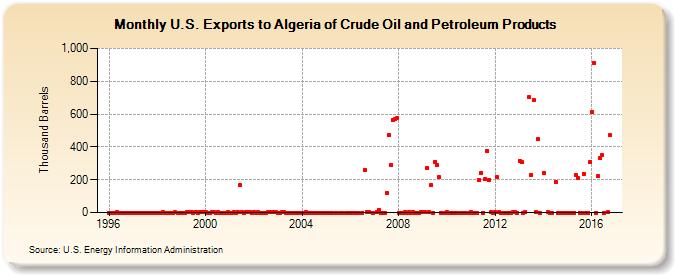 Monthly U.S. Exports to Algeria of Crude Oil and Petroleum Products
Thousand Barrels
1,000
800
600
400
200
0
1996 2000 2004 2008 2012 2016
Source: U.S. Energy Information Administration